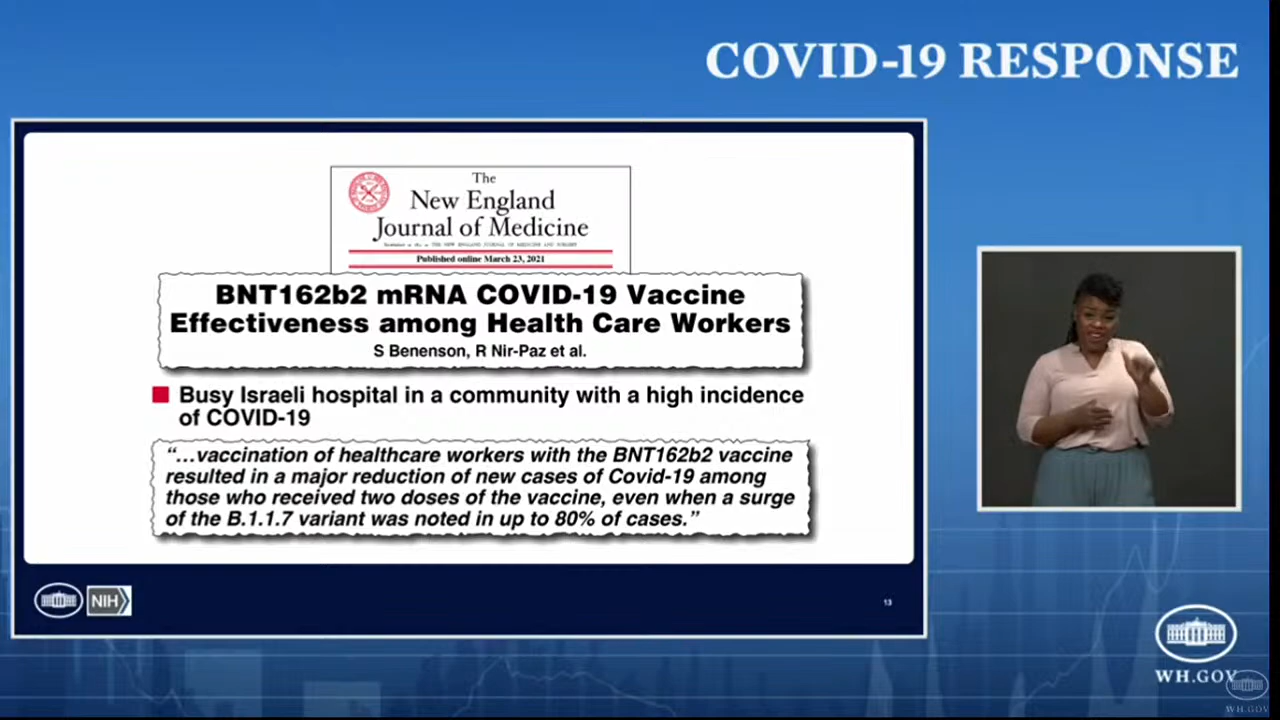 COVID-19 RESPONSE
The
New England
Journal of Medicine
Published online March 23, 2021
BNT162b2 mRNA COVID-19 Vaccine
Effectiveness among Health Care Workers
S Benenson, R Nir-Paz et al.
Busy Israeli hospital in a community with a high incidence
of COVID-19
“…vaccination of healthcare workers with the BNT162b2 vaccine
resulted in a major reduction of new cases of Covid-19 among
those who received two doses of the vaccine, even when a surge
of the B.1.1.7 variant was noted in up to 80% of cases.”
NIH
13
WH.GOV
WH.GOV